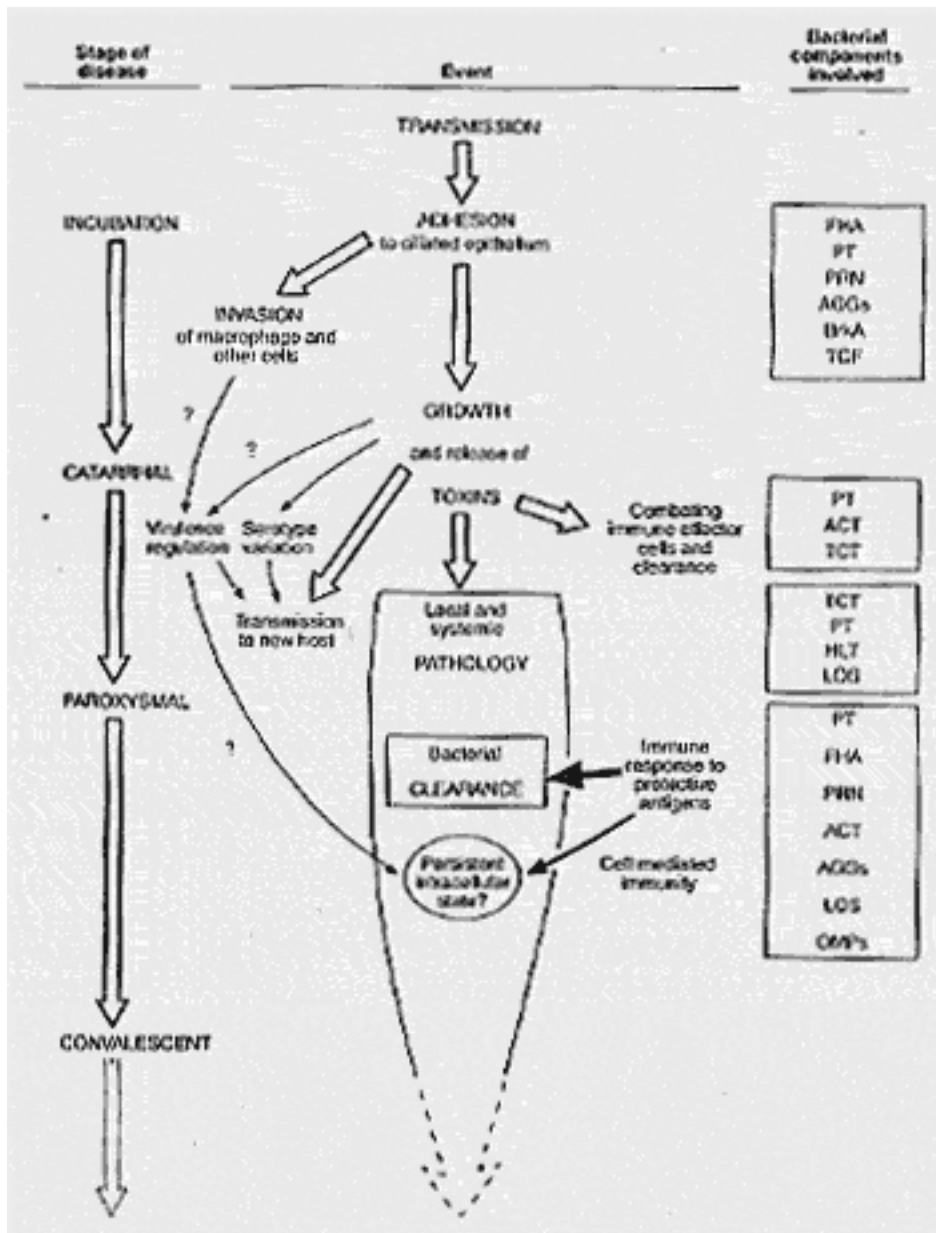 Stage of
disease
Event
Bacterial
components
involved
TRANSMISSION
INCUBATION
ADHESION
to ciliated epithelium
INVASION
of macrophage and
other cells
FHA
PT
PRN
AGGs
BrkA
TCF
?
GROWTH
?
and release of
CATARRHAL
TOXINS
Virulence
regulation
Serotype
variation
Combating
immune effector
cells and
clearance
PT
ACT
TCT
Transmission
to new host
Local and
systemic
PATHOLOGY
TCT
PT
HLT
LOS
PAROXYSMAL
?
Bacterial
CLEARANCE
Immune
response to
protective
antigens
PT
FHA
PRN
ACT
AGGs
LOS
OMPs
Persistent
intracellular
state?
Cell mediated
immunity
CONVALESCENT